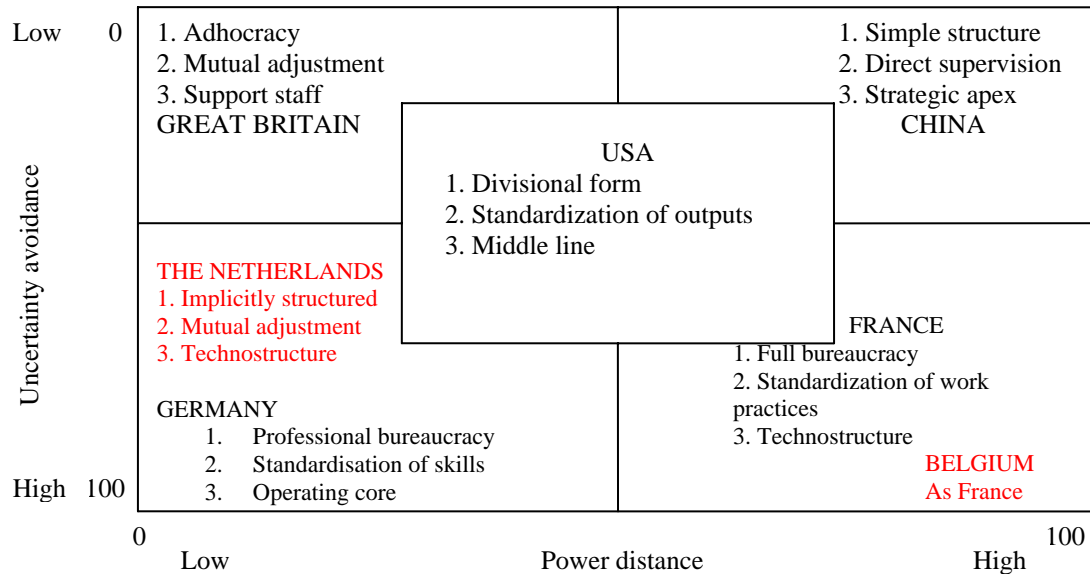 Low 0
1. Adhocracy
2. Mutual adjustment
3. Support staff
GREAT BRITAIN
1. Simple structure
2. Direct supervision
3. Strategic apex
CHINA
USA
1. Divisional form
2. Standardization of outputs
3. Middle line
Uncertainty avoidance
THE NETHERLANDS
1. Implicitly structured
2. Mutual adjustment
3. Technostructure
GERMANY
1. Professional bureaucracy
2. Standardisation of skills
3. Operating core
FRANCE
1. Full bureaucracy
2. Standardization of work
practices
3. Technostructure
BELGIUM
As France
High 100
0 100
Low Power distance High